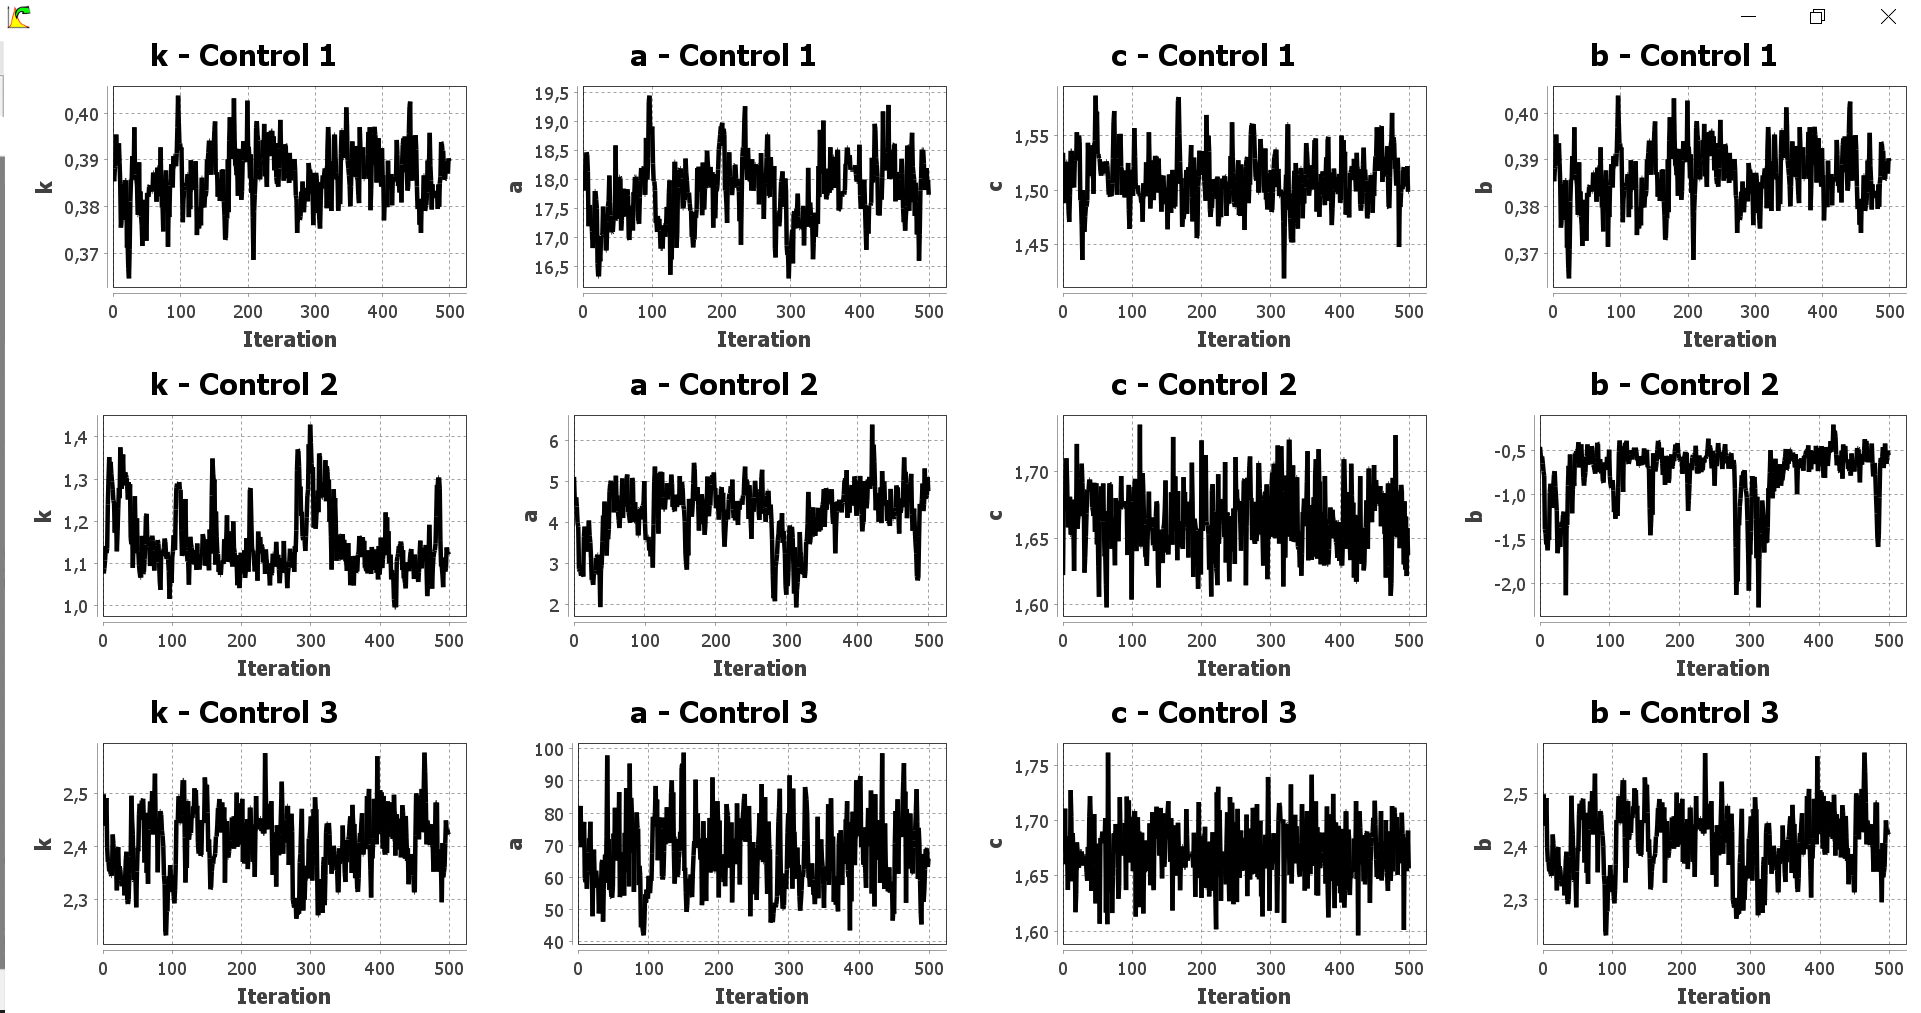 k - Control 1
a - Control 1
c - Control 1
b - Control 1
0,40
0,39
0,38
0,37
k
0 100 200 300 400 500
Iteration
19,5
19,0
18,5
18,0
17,5
17,0
16,5
a
0 100 200 300 400 500
Iteration
1,55
1,50
1,45
c
0 100 200 300 400 500
Iteration
0,40
0,39
0,38
0,37
b
0 100 200 300 400 500
Iteration
k - Control 2
a - Control 2
c - Control 2
b - Control 2
1,4
1,3
1,2
1,1
1,0
k
0 100 200 300 400 500
Iteration
6
5
4
3
2
a
0 100 200 300 400 500
Iteration
1,70
1,65
1,60
c
0 100 200 300 400 500
Iteration
-0,5
-1,0
-1,5
-2,0
b
0 100 200 300 400 500
Iteration
k - Control 3
a - Control 3
c - Control 3
b - Control 3
2,5
2,4
2,3
k
0 100 200 300 400 500
Iteration
100
90
80
70
60
50
40
a
0 100 200 300 400 500
Iteration
1,75
1,70
1,65
1,60
c
0 100 200 300 400 500
Iteration
2,5
2,4
2,3
b
0 100 200 300 400 500
Iteration